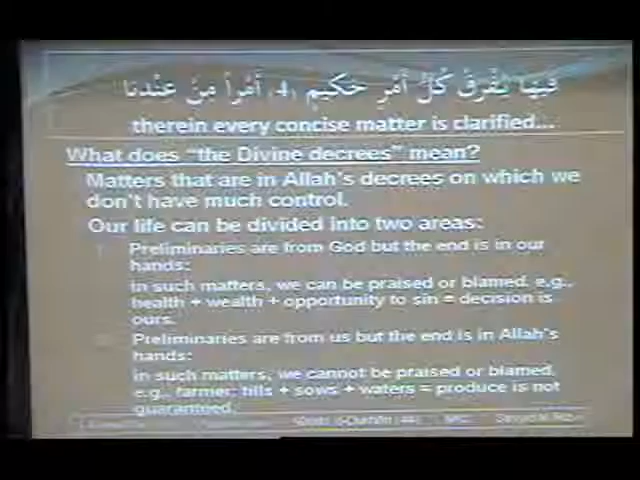 فِيهَا يُفْرَقُ كُلُّ أَمْرٍ حَكِيمٍ ,4, أَمْراً مِنْ عِنْدِنَا
therein every concise matter is clarified...
What does "the Divine decrees" mean?
Matters that are in Allah's decrees on which we
don't have much control.
Our life can be divided into two areas:
Preliminaries are from God but the end is in our
hands:
in such matters, we can be praised or blamed. e.g.,
health + wealth + opportunity to sin = decision is
ours.
Preliminaries are from us but the end is in Allah's
hands:
in such matters, we cannot be praised or blamed.
e.g., farmer: tills + sows + waters = produce is not
guaranteed.
(44)